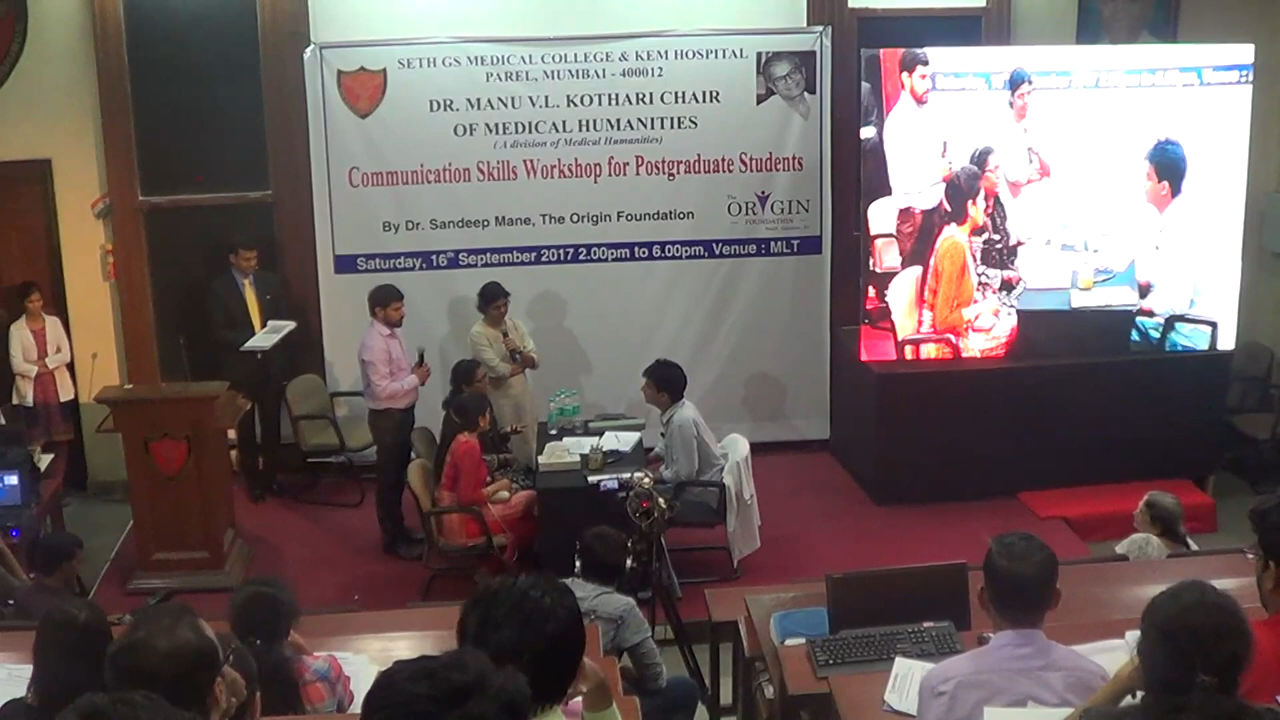 SETH GS MEDICAL COLLEGE & KEM HOSPITAL
PAREL, MUMBAI - 400012
DR. MANU V.L. KOTHARI CHAIR
OF MEDICAL HUMANITIES
( A division of Medical Humanities)
Communication Skills Workshop for Postgraduate Students
By Dr. Sandeep Mane, The Origin Foundation
The
ORIGIN
FOUNDATION
Saturday, 16th September 2017 2.00pm to 6.00pm, Venue : MLT